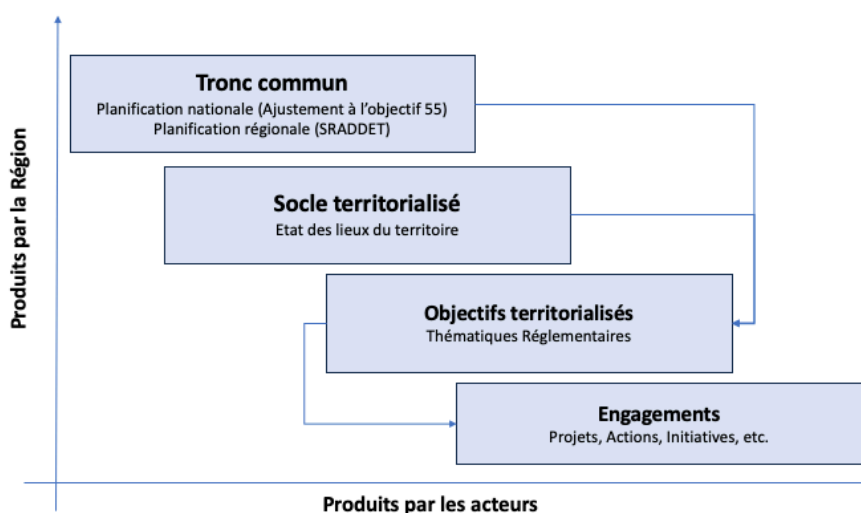 Tronc commun
Planification nationale (Ajustement à l'objectif 55)
Planification régionale (SRADDET)
Socle territorialisé
Etat des lieux du territoire
Objectifs territorialisés
Thématiques Réglementaires
Engagements
Projets, Actions, Initiatives, etc.
Produits par la Région
Produits par les acteurs